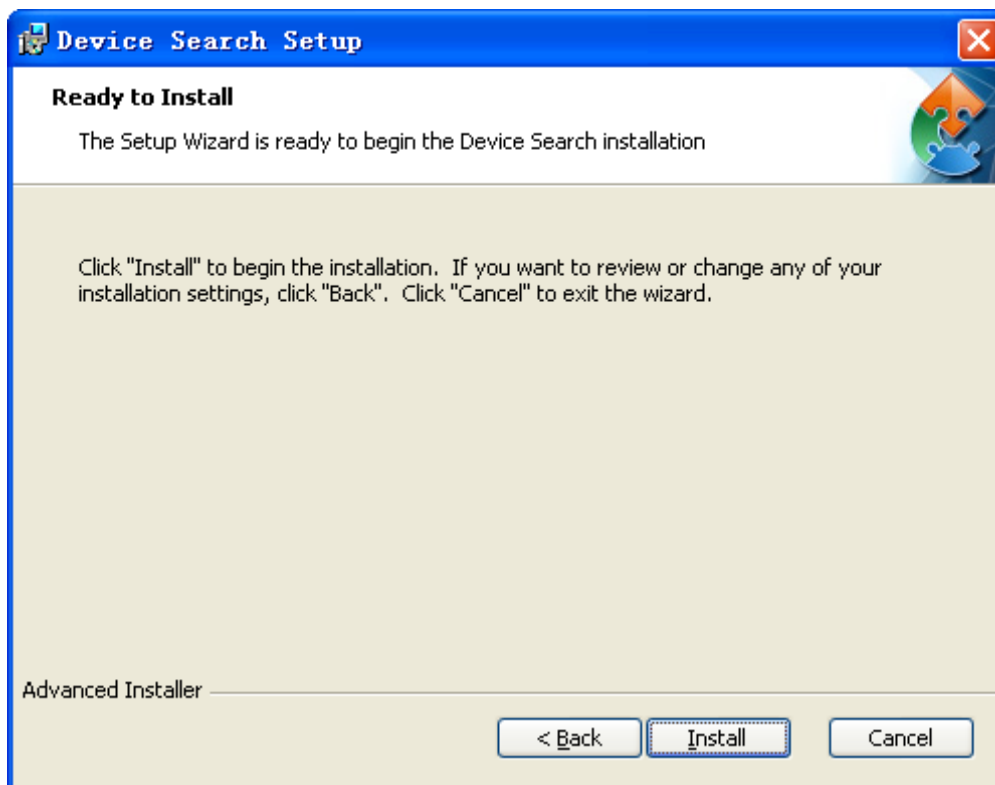 Device Search Setup
Ready to Install
The Setup Wizard is ready to begin the Device Search installation
Click "Install" to begin the installation.  If you want to review or change any of your
installation settings, click "Back".  Click "Cancel" to exit the wizard.
Advanced Installer
< Back Install Cancel